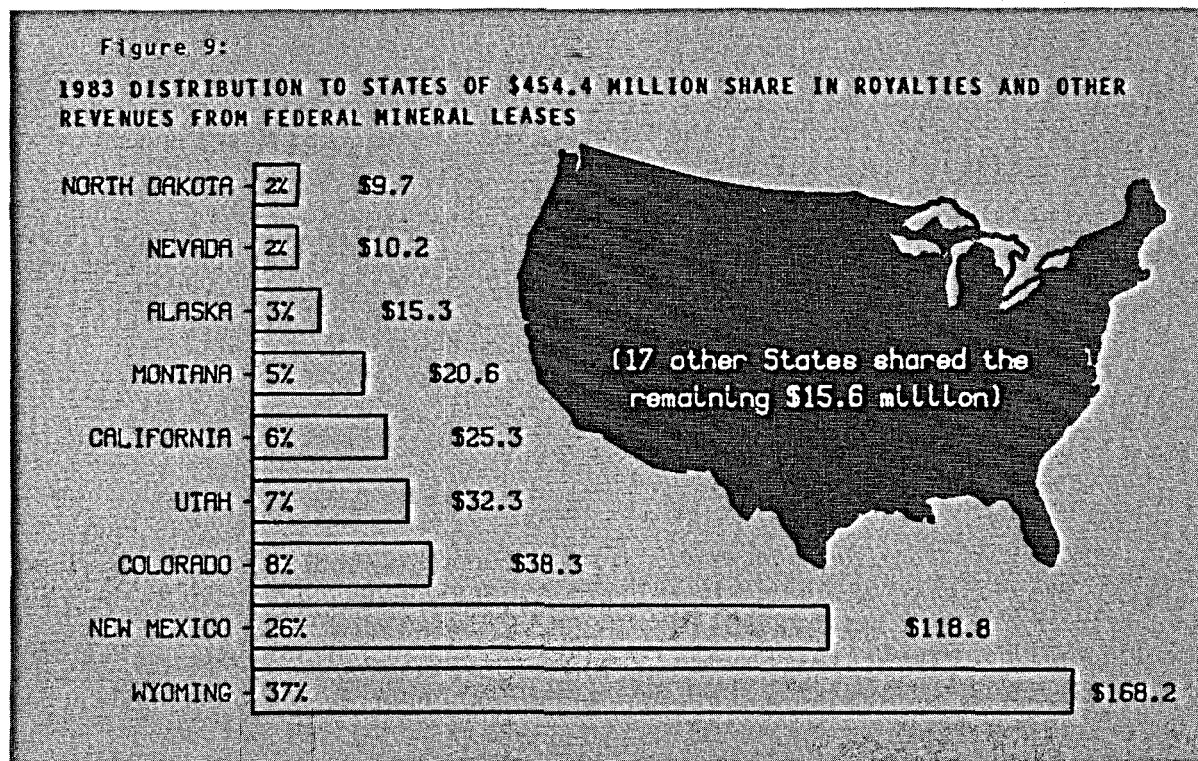 Figure 9:
1983 DISTRIBUTION TO STATES OF $454.4 MILLION SHARE IN ROYALTIES AND OTHER
REVENUES FROM FEDERAL MINERAL LEASES
NORTH DAKOTA 2% $9.7
NEVADA 2% $10.2
ALASKA 3% $15.3
MONTANA 5% $20.6
CALIFORNIA 6% $25.3
UTAH 7% $32.3
COLORADO 8% $38.3
NEW MEXICO 26% $118.8
WYOMING 37% $168.2
(17 other States shared the
remaining $15.6 million)